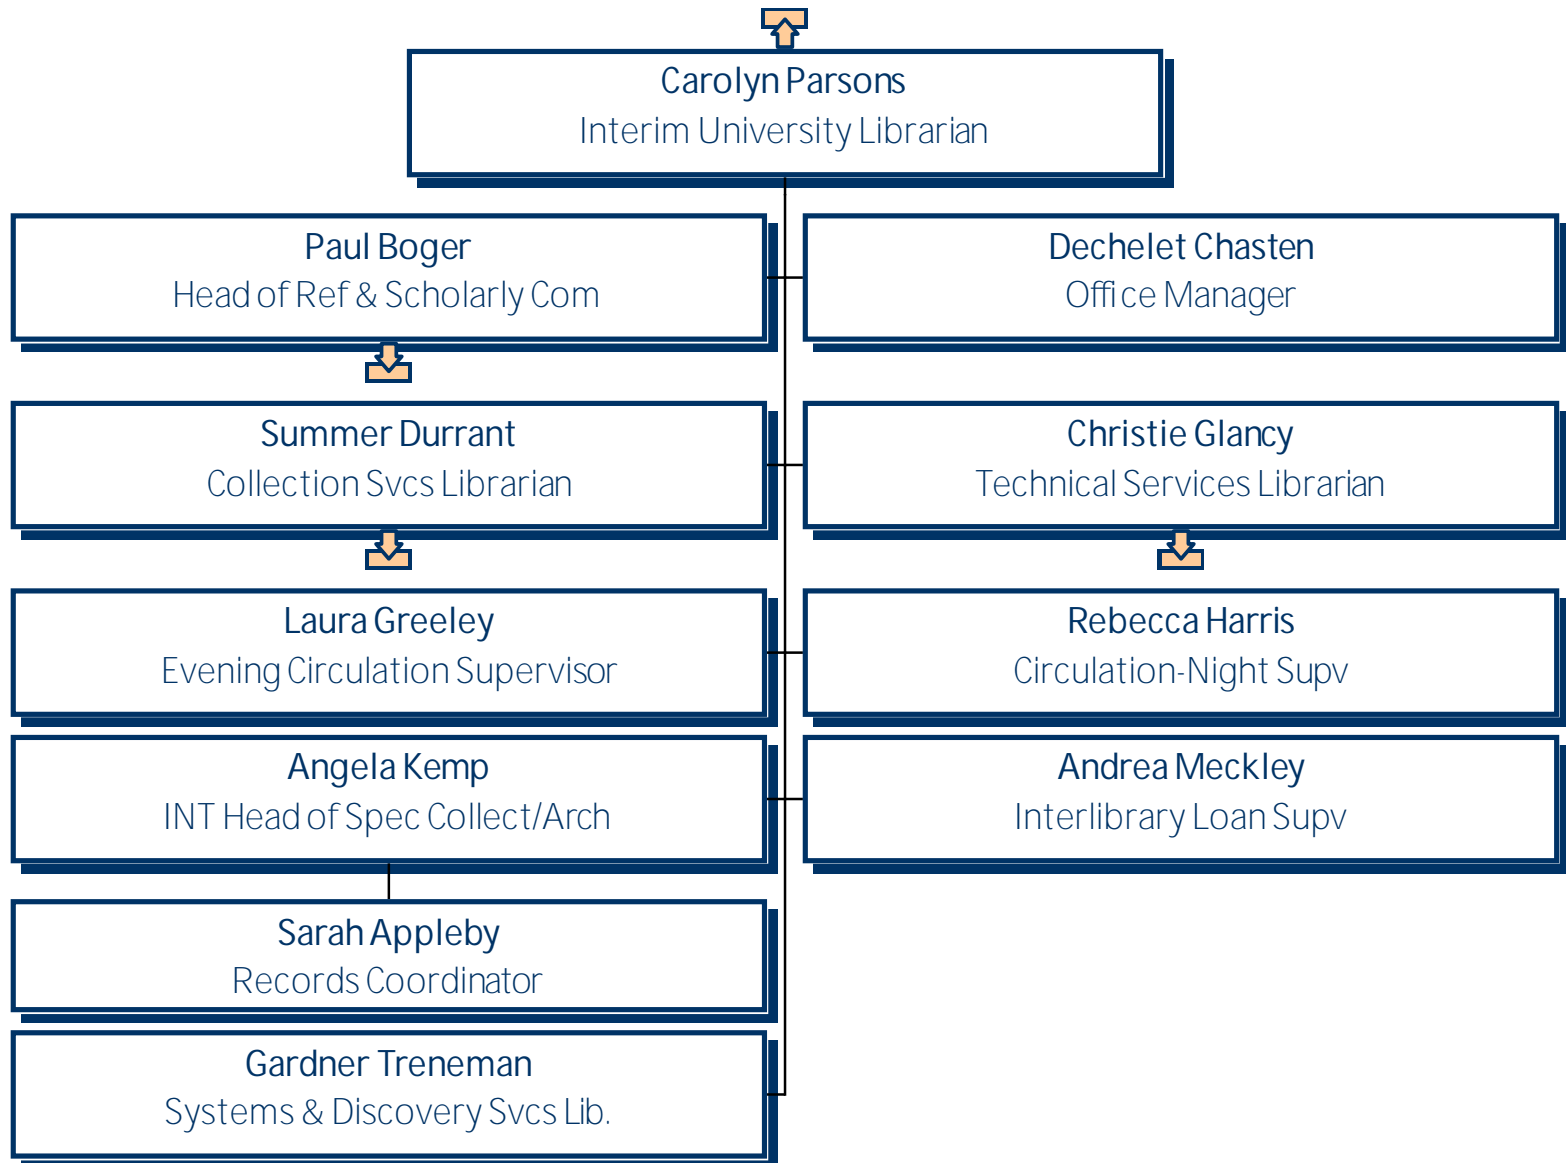 Carolyn Parsons
Interim University Librarian
Paul Boger
Head of Ref & Scholarly Com
Dechelet Chasten
Office Manager
Summer Durrant
Collection Svcs Librarian
Christie Glancy
Technical Services Librarian
Laura Greeley
Evening Circulation Supervisor
Rebecca Harris
Circulation-Night Supv
Angela Kemp
INT Head of Spec Collect/Arch
Andrea Meckley
Interlibrary Loan Supv
Sarah Appleby
Records Coordinator
Gardner Treneman
Systems & Discovery Svcs Lib.